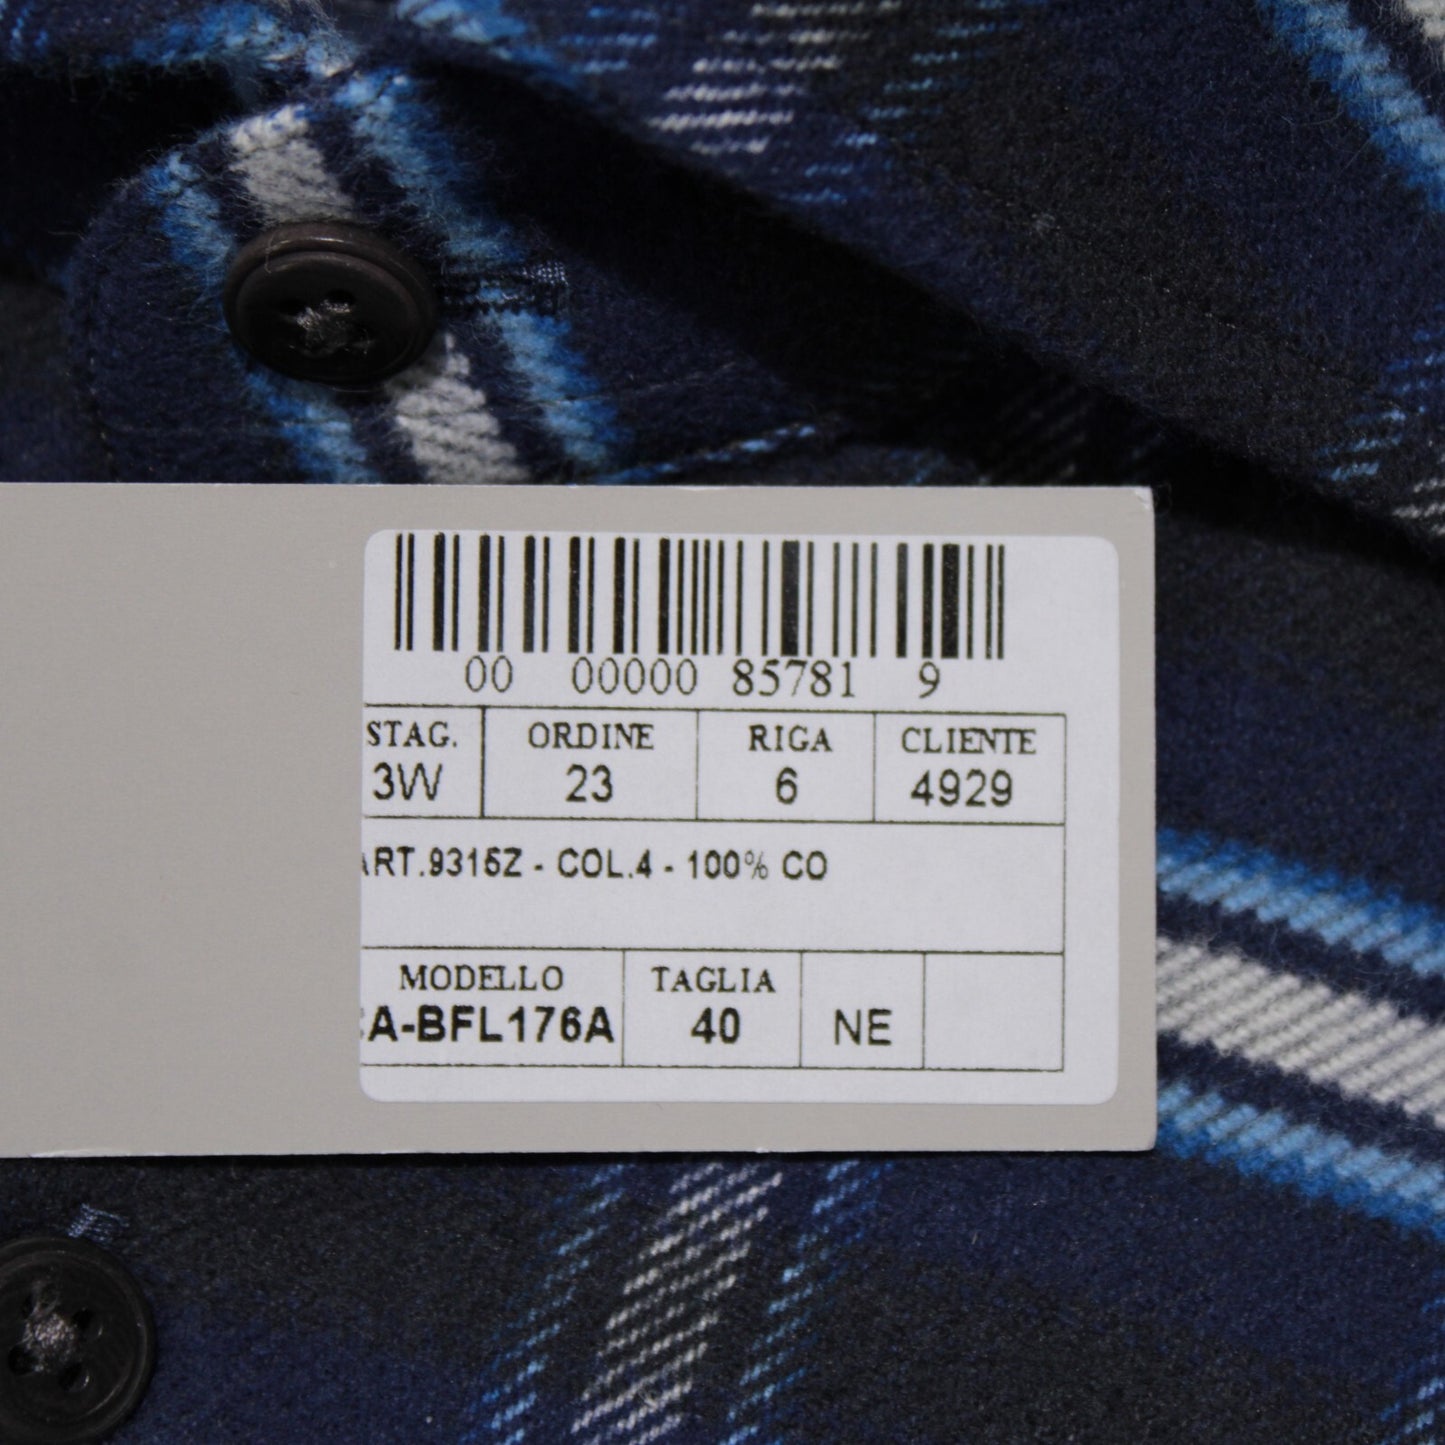 00 00000 85781 9
STAG. ORDINE RIGA CLIENTE
3W 23 6 4929
ART.9315Z - COL.4 - 100% CO
MODELLO TAGLIA
A-BFL176A 40 NE